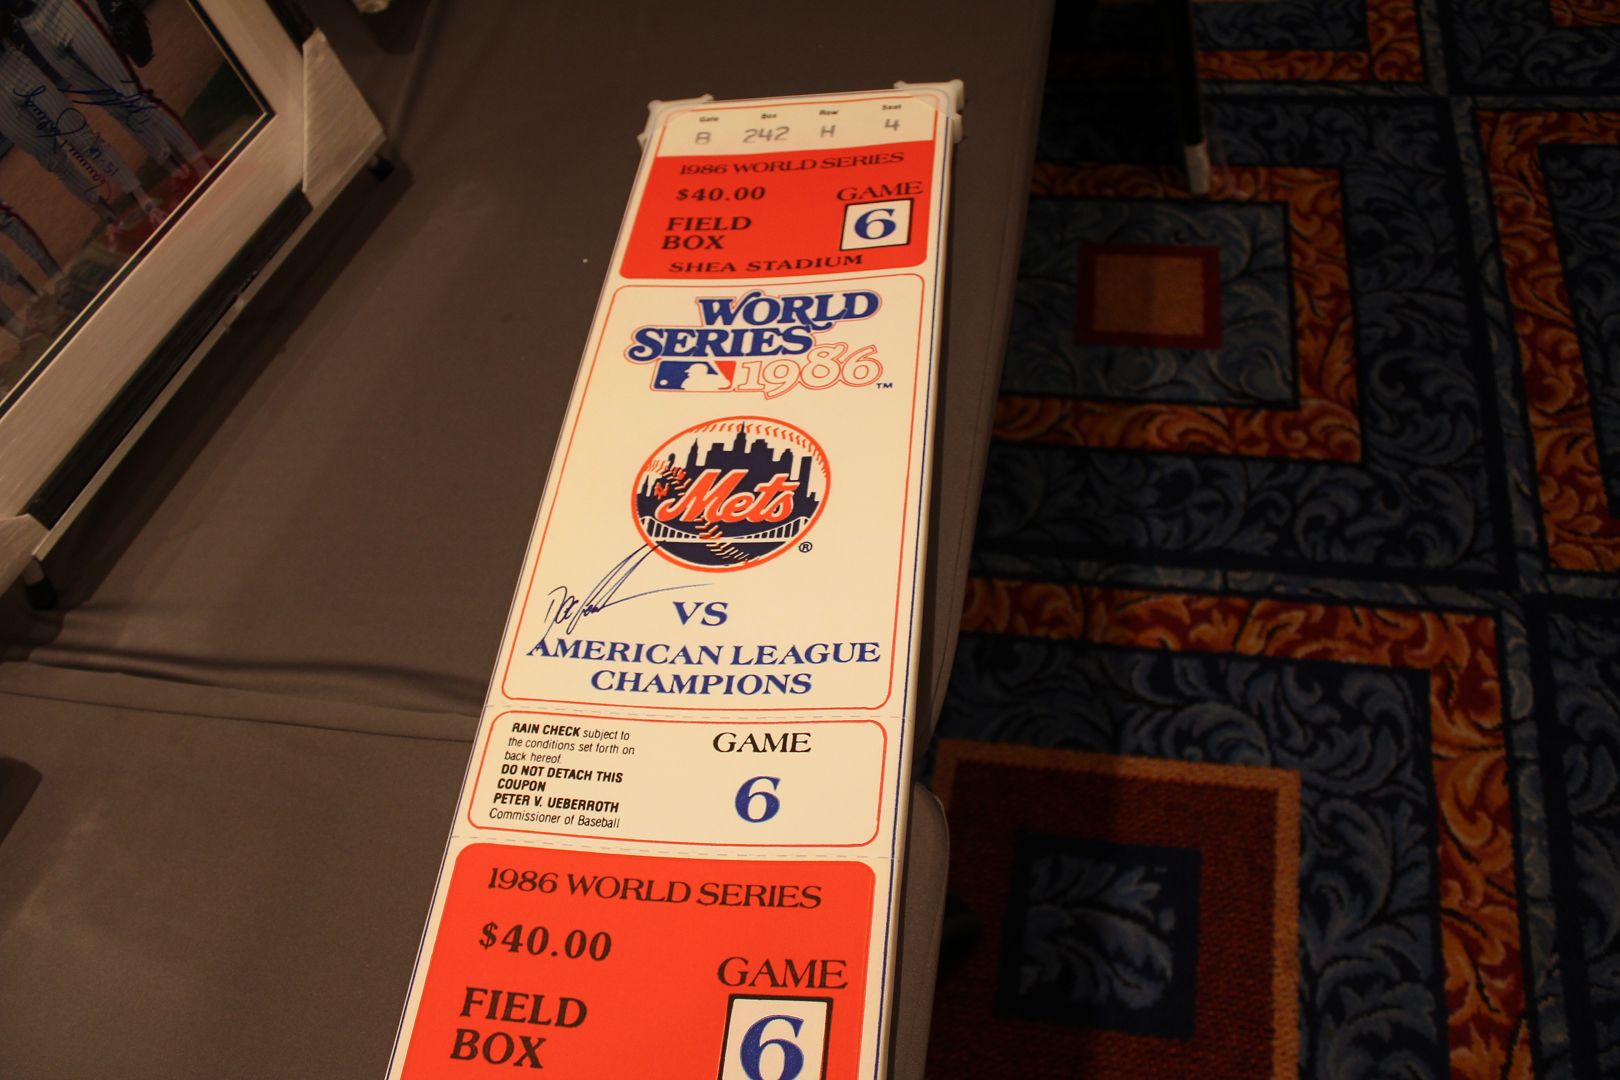 Gate Box Row Seat
B 242 H 4
1986 WORLD SERIES
$40.00 GAME
FIELD 6
BOX
SHEA STADIUM
WORLD
SERIES
1986 ™
Mets ®
VS
AMERICAN LEAGUE
CHAMPIONS
RAIN CHECK subject to
the conditions set forth on
back hereof.
DO NOT DETACH THIS
COUPON
PETER V. UEBERROTH
Commissioner of Baseball
GAME
6
1986 WORLD SERIES
$40.00
GAME
FIELD
BOX
6